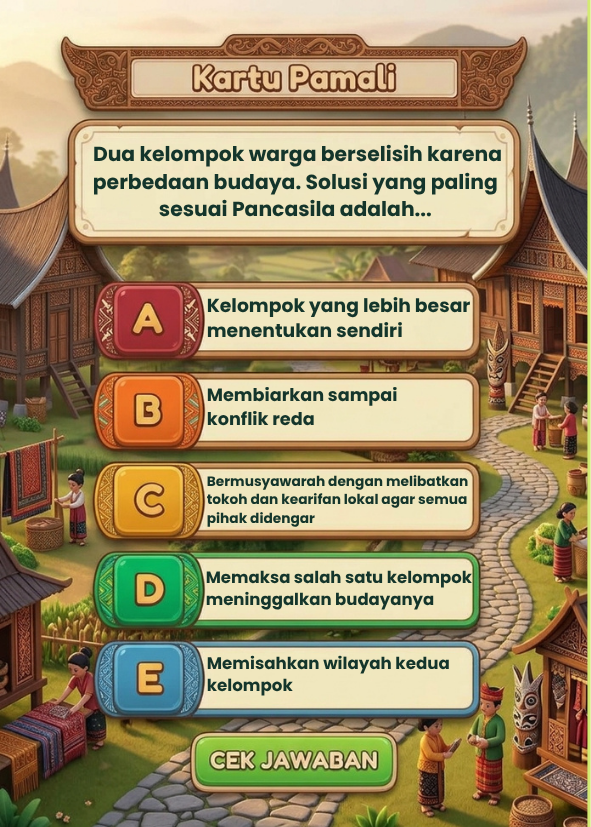 Kartu Pamali
Dua kelompok warga berselisih karena
perbedaan budaya. Solusi yang paling
sesuai Pancasila adalah...
A
Kelompok yang lebih besar
menentukan sendiri
B
Membiarkan sampai
konflik reda
C
Bermusyawarah dengan melibatkan
tokoh dan kearifan lokal agar semua
pihak didengar
D
Memaksa salah satu kelompok
meninggalkan budayanya
E
Memisahkan wilayah kedua
kelompok
CEK JAWABAN